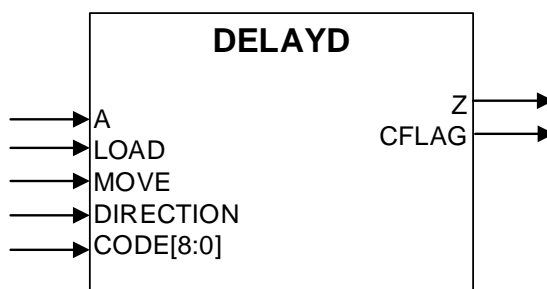 DELAYD
A
LOAD
MOVE
DIRECTION
CODE[8:0]
Z
CFLAG